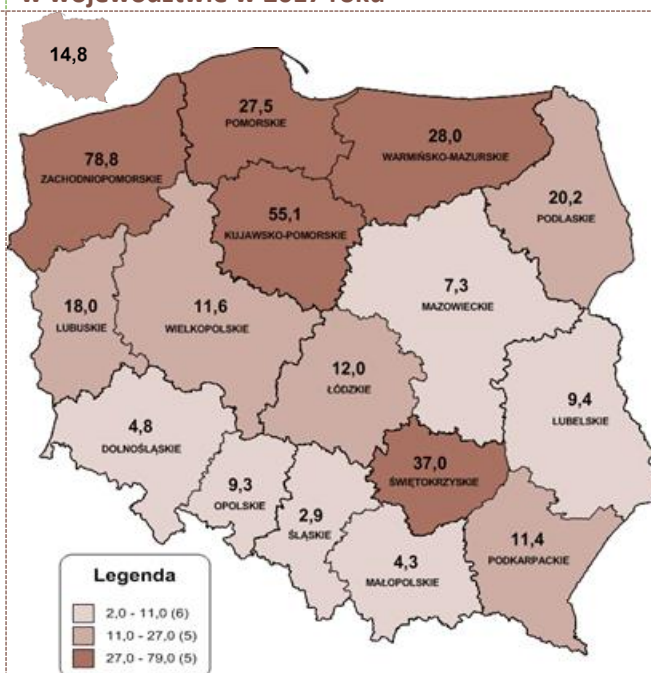 w województwie w 2017 roku
14,8
27,5
POMORSKIE
28,0
WARMIŃSKO-MAZURSKIE
78,8
ZACHODNIOPOMORSKIE
20,2
PODLASKIE
55,1
KUJAWSKO-POMORSKIE
7,3
MAZOWIECKIE
18,0
LUBUSKIE
11,6
WIELKOPOLSKIE
12,0
ŁÓDZKIE
9,4
LUBELSKIE
4,8
DOLNOŚLĄSKIE
37,0
ŚWIĘTOKRZYSKIE
9,3
OPOLSKIE
2,9
ŚLĄSKIE
11,4
PODKARPACKIE
4,3
MAŁOPOLSKIE
Legenda
2,0 - 11,0 (6)
11,0 - 27,0 (5)
27,0 - 79,0 (5)